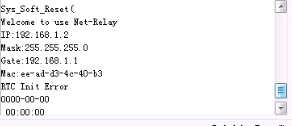 Sys_Soft_Reset(
Welcome to use Net-Relay
IP:192.168.1.2
Mask:255.255.255.0
Gate:192.168.1.1
Mac:ee-ad-d3-4c-40-b3
RTC Init Error
0000-00-00
00:00:00